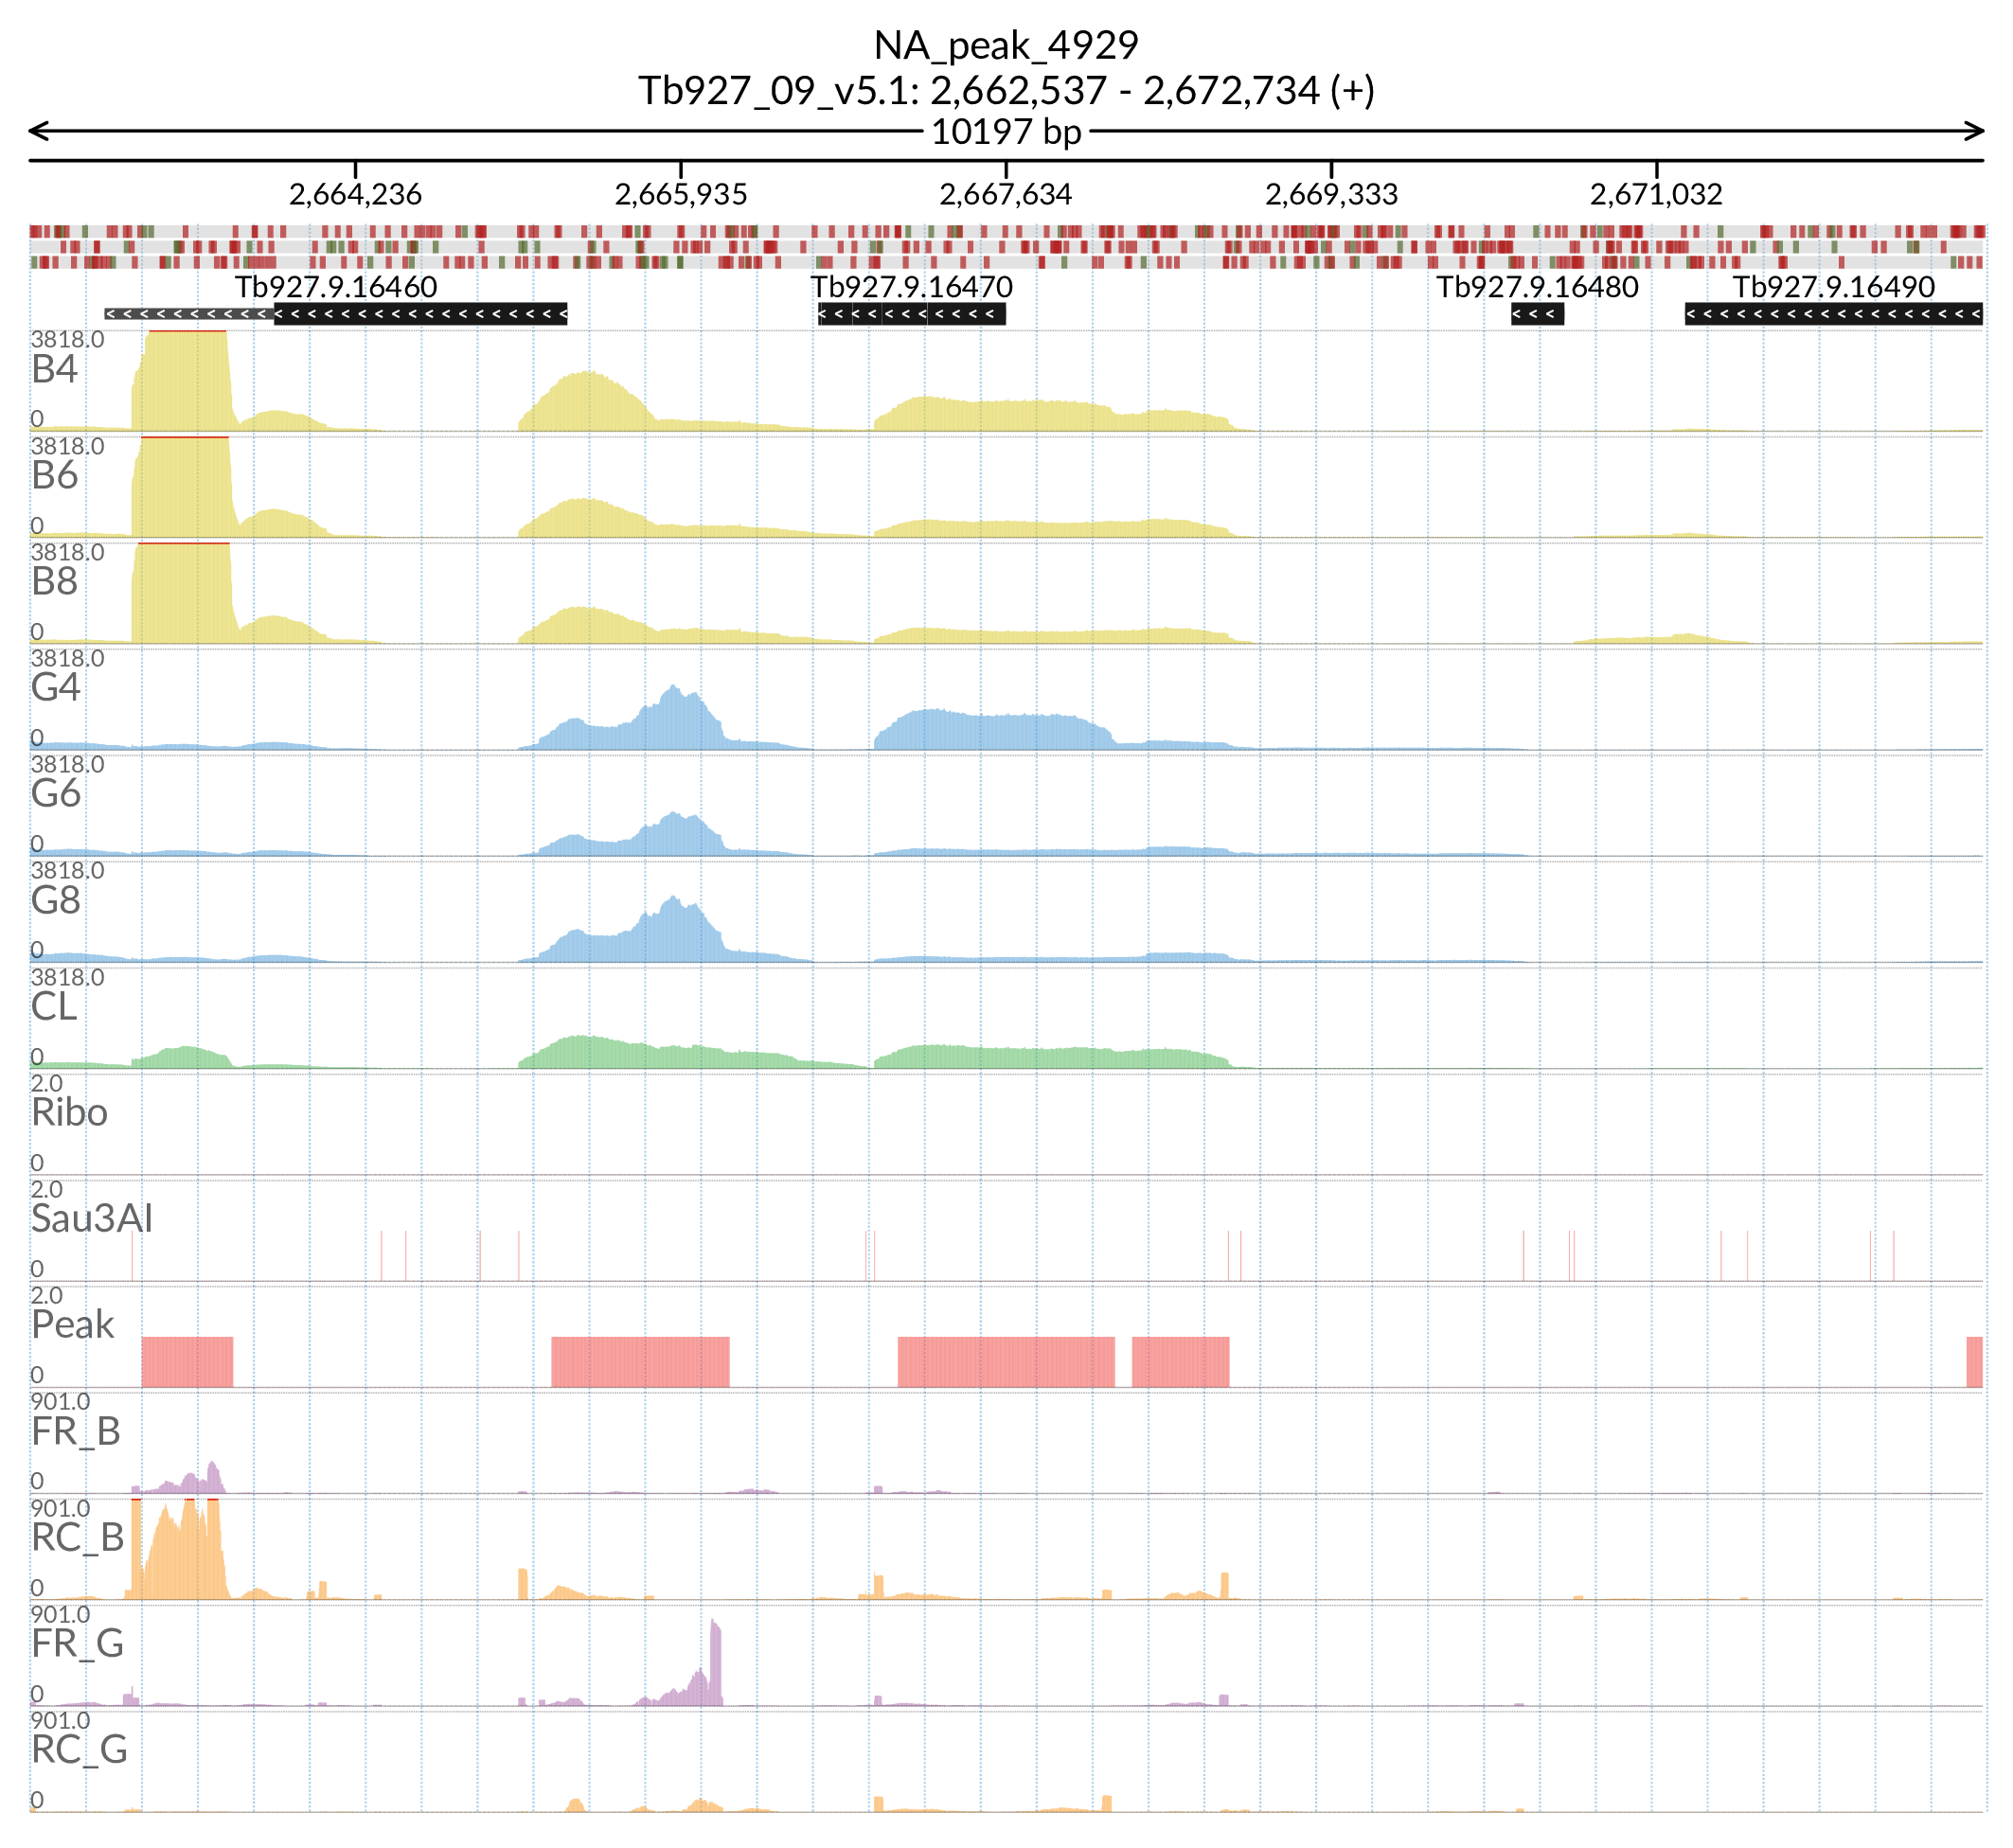 NA_peak_4929
Tb927_09_v5.1: 2,662,537 - 2,672,734 (+)
10197 bp
2,664,236 2,665,935 2,667,634 2,669,333 2,671,032
Tb927.9.16460 Tb927.9.16470 Tb927.9.16480 Tb927.9.16490
3818.0
B4
0
3818.0
B6
0
3818.0
B8
0
3818.0
G4
0
3818.0
G6
0
3818.0
G8
0
3818.0
CL
0
2.0
Ribo
0
2.0
Sau3AI
0
2.0
Peak
0
901.0
FR_B
0
901.0
RC_B
0
901.0
FR_G
0
901.0
RC_G
0